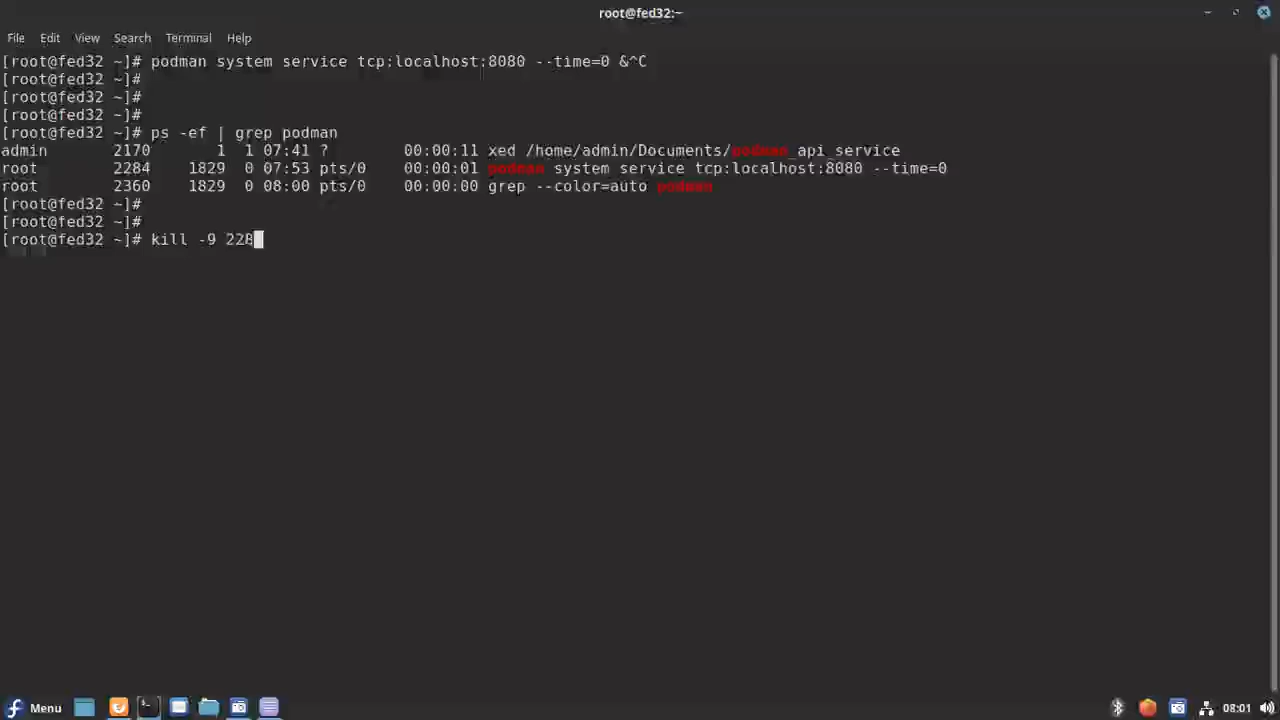 root@fed32:~
File Edit View Search Terminal Help
[root@fed32 ~]# podman system service tcp:localhost:8080 --time=0 &^C
[root@fed32 ~]#
[root@fed32 ~]#
[root@fed32 ~]#
[root@fed32 ~]# ps -ef | grep podman
admin 2170 1 1 07:41 ? 00:00:11 xed /home/admin/Documents/podman_api_service
root 2284 1829 0 07:53 pts/0 00:00:01 podman system service tcp:localhost:8080 --time=0
root 2360 1829 0 08:00 pts/0 00:00:00 grep --color=auto podman
[root@fed32 ~]#
[root@fed32 ~]#
[root@fed32 ~]# kill -9 228
Menu 08:01